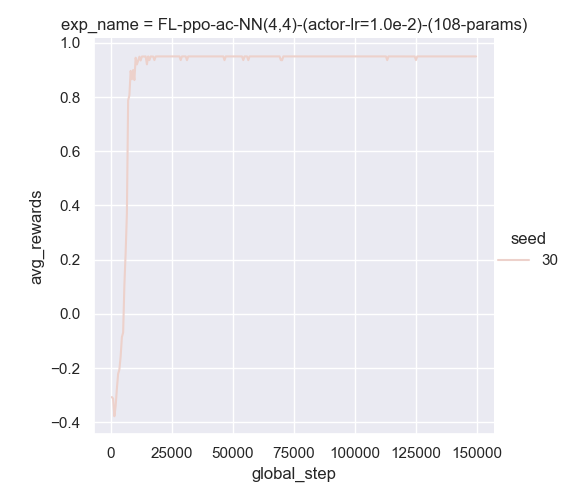 exp_name = FL-ppo-ac-NN(4,4)-(actor-lr=1.0e-2)-(108-params)
1.0
0.8
0.6
0.4
0.2
0.0
−0.2
−0.4
avg_rewards
0 25000 50000 75000 100000 125000 150000
global_step
seed
30